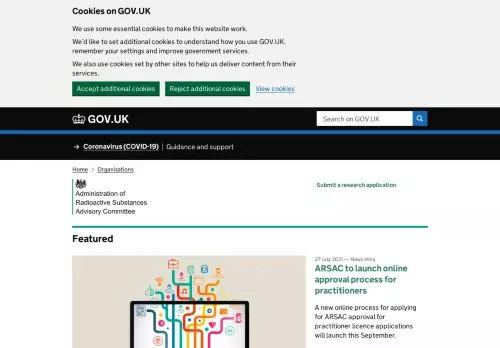 Cookies on GOV.UK
We use some essential cookies to make this website work.
We'd like to set additional cookies to understand how you use GOV.UK,
remember your settings and improve government services.
We also use cookies set by other sites to help us deliver content from their
services.
Accept additional cookies Reject additional cookies View cookies
GOV.UK Search on GOV.UK
→ Coronavirus (COVID-19) Guidance and support
Home > Organisations
Administration of
Radioactive Substances
Advisory Committee
Submit a research application
Featured
27 July 2021 — News story
ARSAC to launch online
approval process for
practitioners
A new online process for applying
for ARSAC approval for
practitioner licence applications
will launch this September.